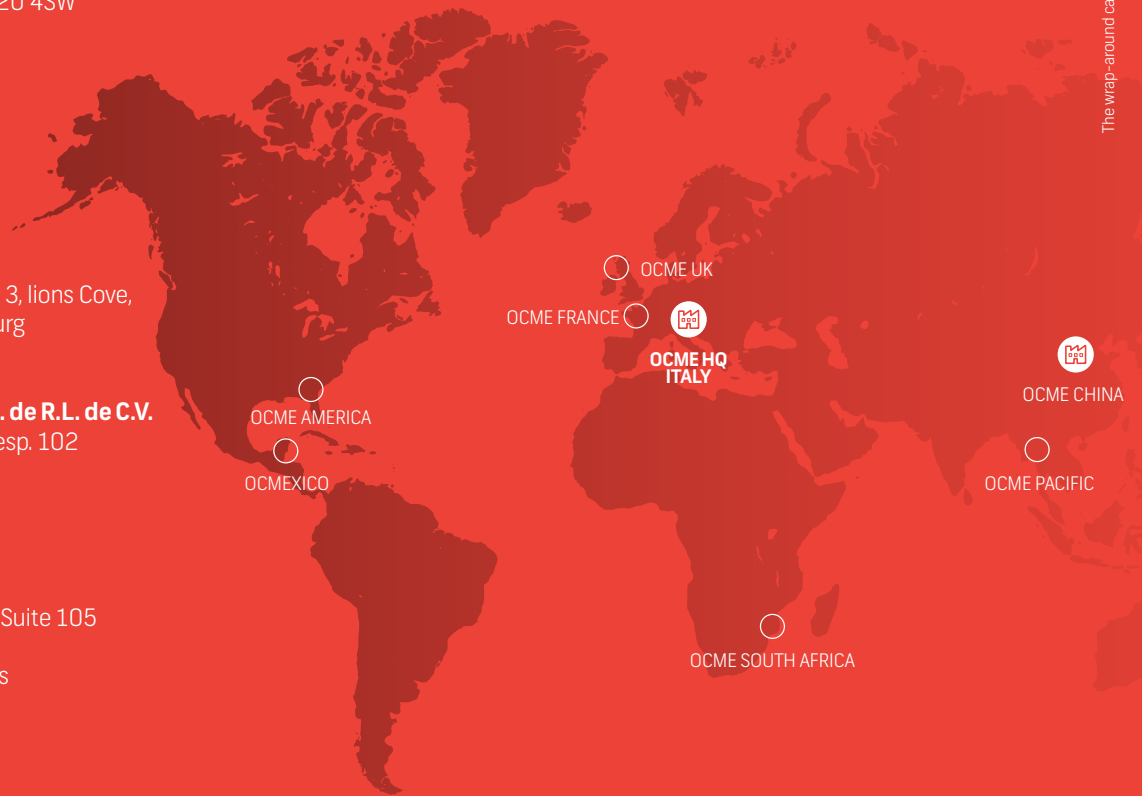 20 4SW
3, lions Cove,
urg
. de R.L. de C.V.
esp. 102
Suite 105
s
The wrap-around ca
OCME UK
OCME FRANCE
OCME HQ
ITALY
OCME AMERICA
OCMEXICO
OCME CHINA
OCME PACIFIC
OCME SOUTH AFRICA